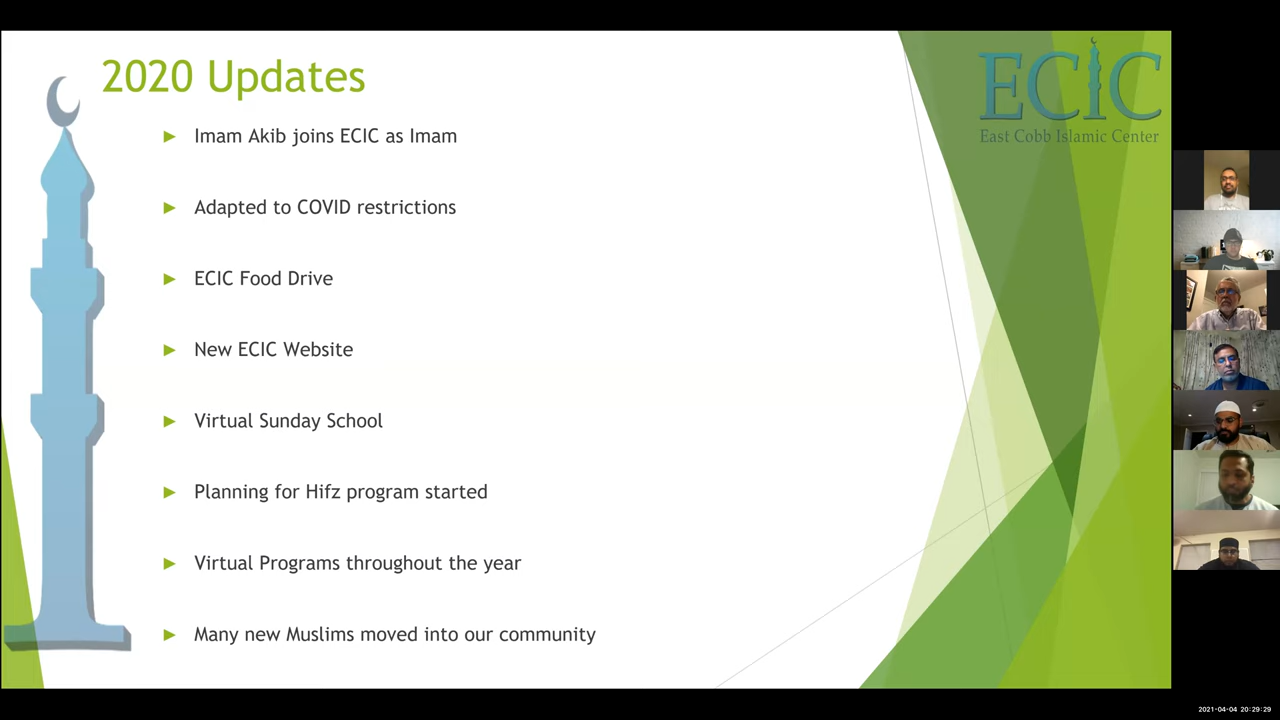 2020 Updates
ECIC
East Cobb Islamic Center
► Imam Akib joins ECIC as Imam
► Adapted to COVID restrictions
► ECIC Food Drive
► New ECIC Website
► Virtual Sunday School
► Planning for Hifz program started
► Virtual Programs throughout the year
► Many new Muslims moved into our community
2021-04-04 20:29:29